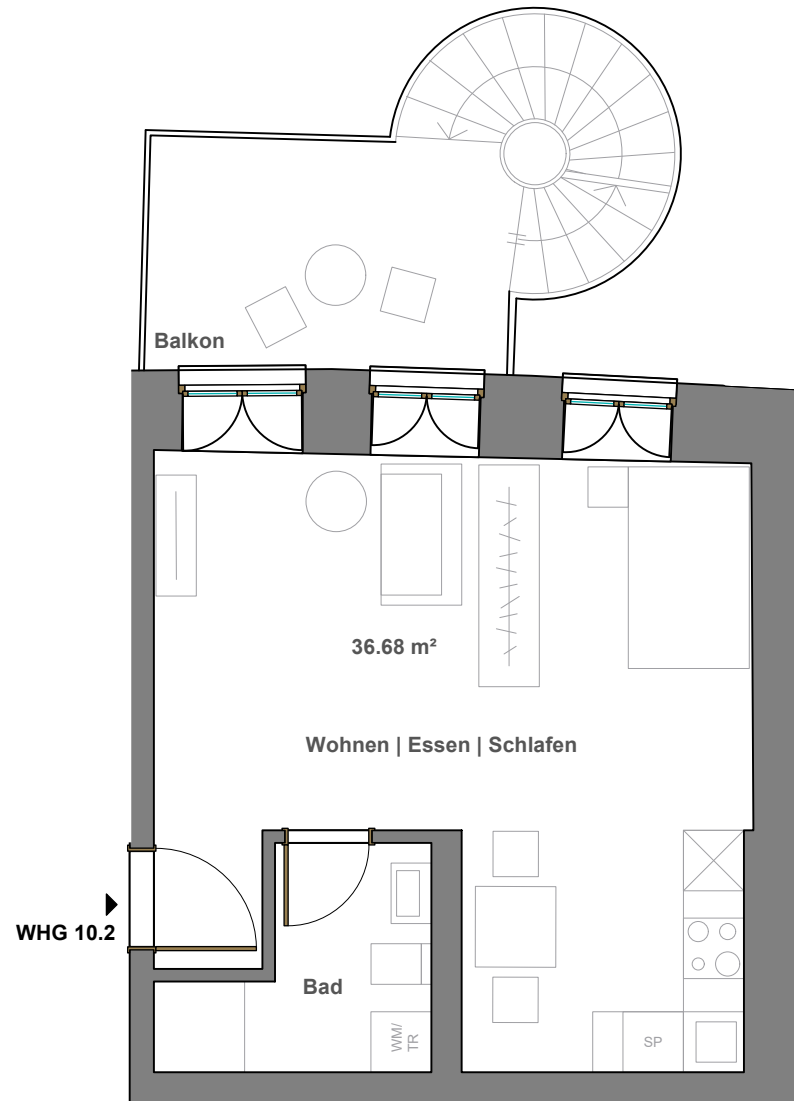 Balkon
36.68 m²
Wohnen | Essen | Schlafen
WHG 10.2
Bad
WM/
TR
SP